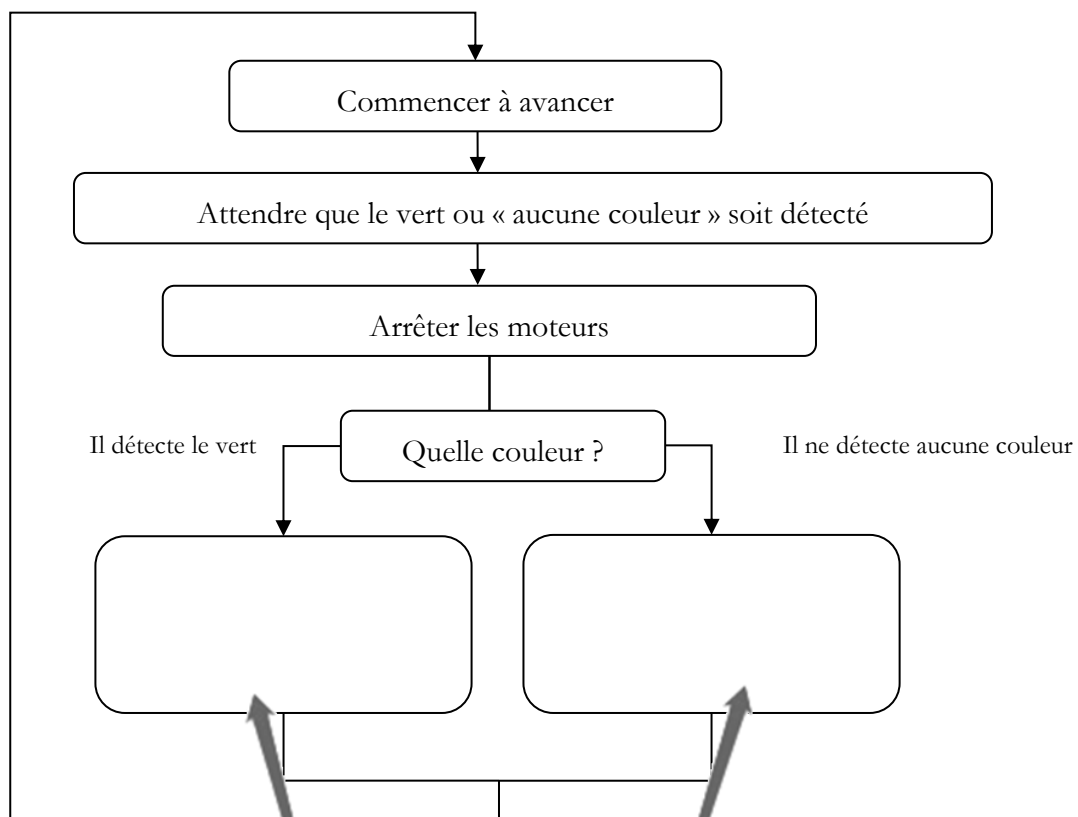 Commencer à avancer
Attendre que le vert ou « aucune couleur » soit détecté
Arrêter les moteurs
Il détecte le vert
Quelle couleur ?
Il ne détecte aucune couleur